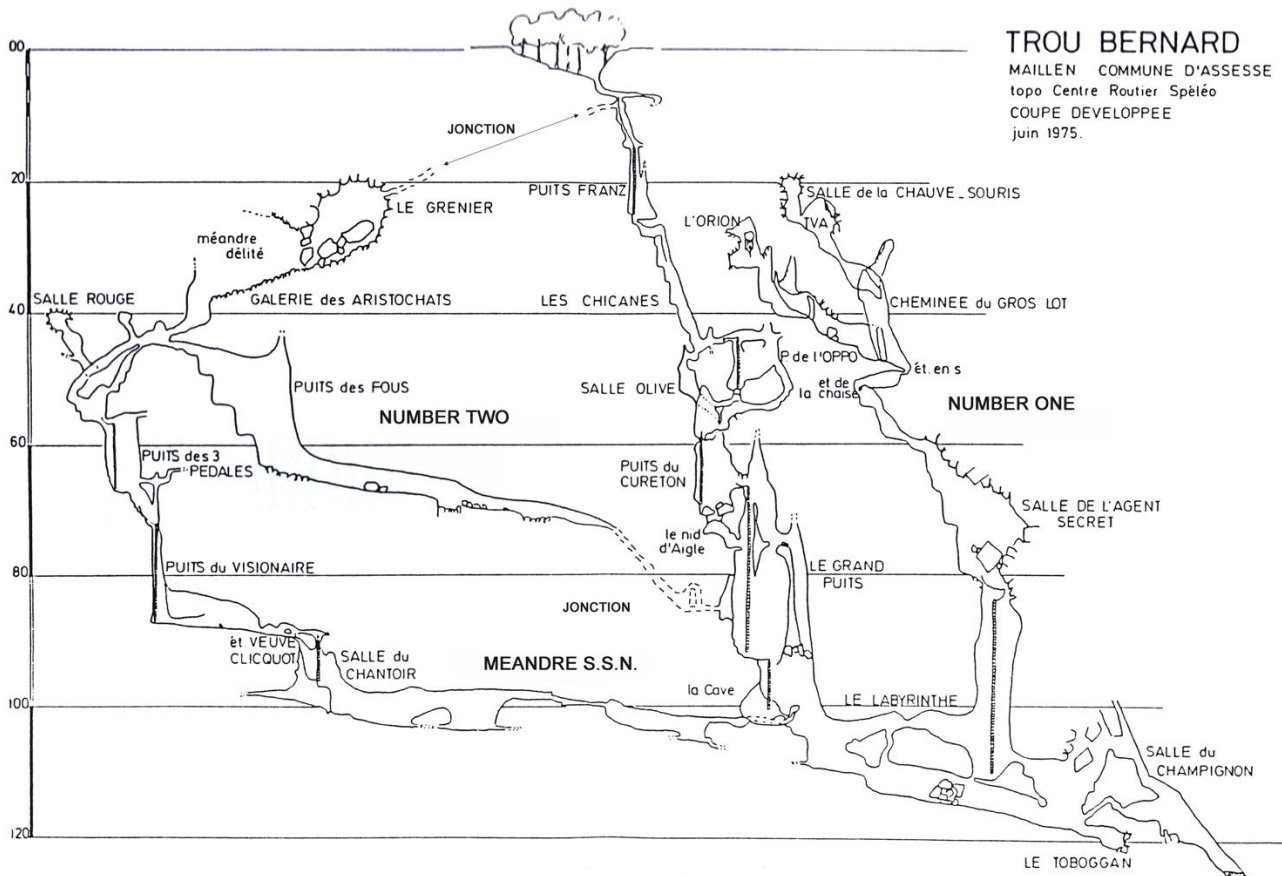 TROU BERNARD
MAILLEN COMMUNE D'ASSESSE
topo Centre Routier Spèléo
COUPE DEVELOPPEE
juin 1975.
00
JONCTION
20
PUITS FRANZ
SALLE de la CHAUVE_SOURIS
LE GRENIER
L'ORION
TVA
méandre
délité
SALLE ROUGE
GALERIE des ARISTOCHATS
LES CHICANES
CHEMINEE du GROS LOT
40
P. de l'OPPO
ét. en s
PUITS des FOUS
SALLE OLIVE
et de
la chaise
NUMBER TWO
NUMBER ONE
60
PUITS des 3
PEDALES
PUITS du
CURETON
SALLE DE L'AGENT
SECRET
le nid
d'Aigle
PUITS du VISIONAIRE
LE GRAND
PUITS
80
JONCTION
ét. VEUVE
CLICQUOT
SALLE du
CHANTOIR
MEANDRE S.S.N.
la Cave
LE LABYRINTHE
100
SALLE du
CHAMPIGNON
120
LE TOBOGGAN